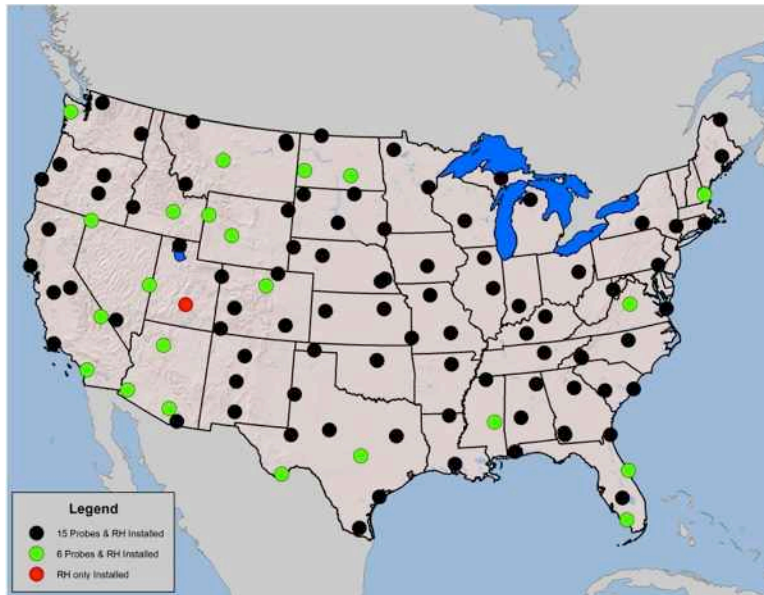 Legend
15 Probes & RH Installed
6 Probes & RH Installed
RH only Installed